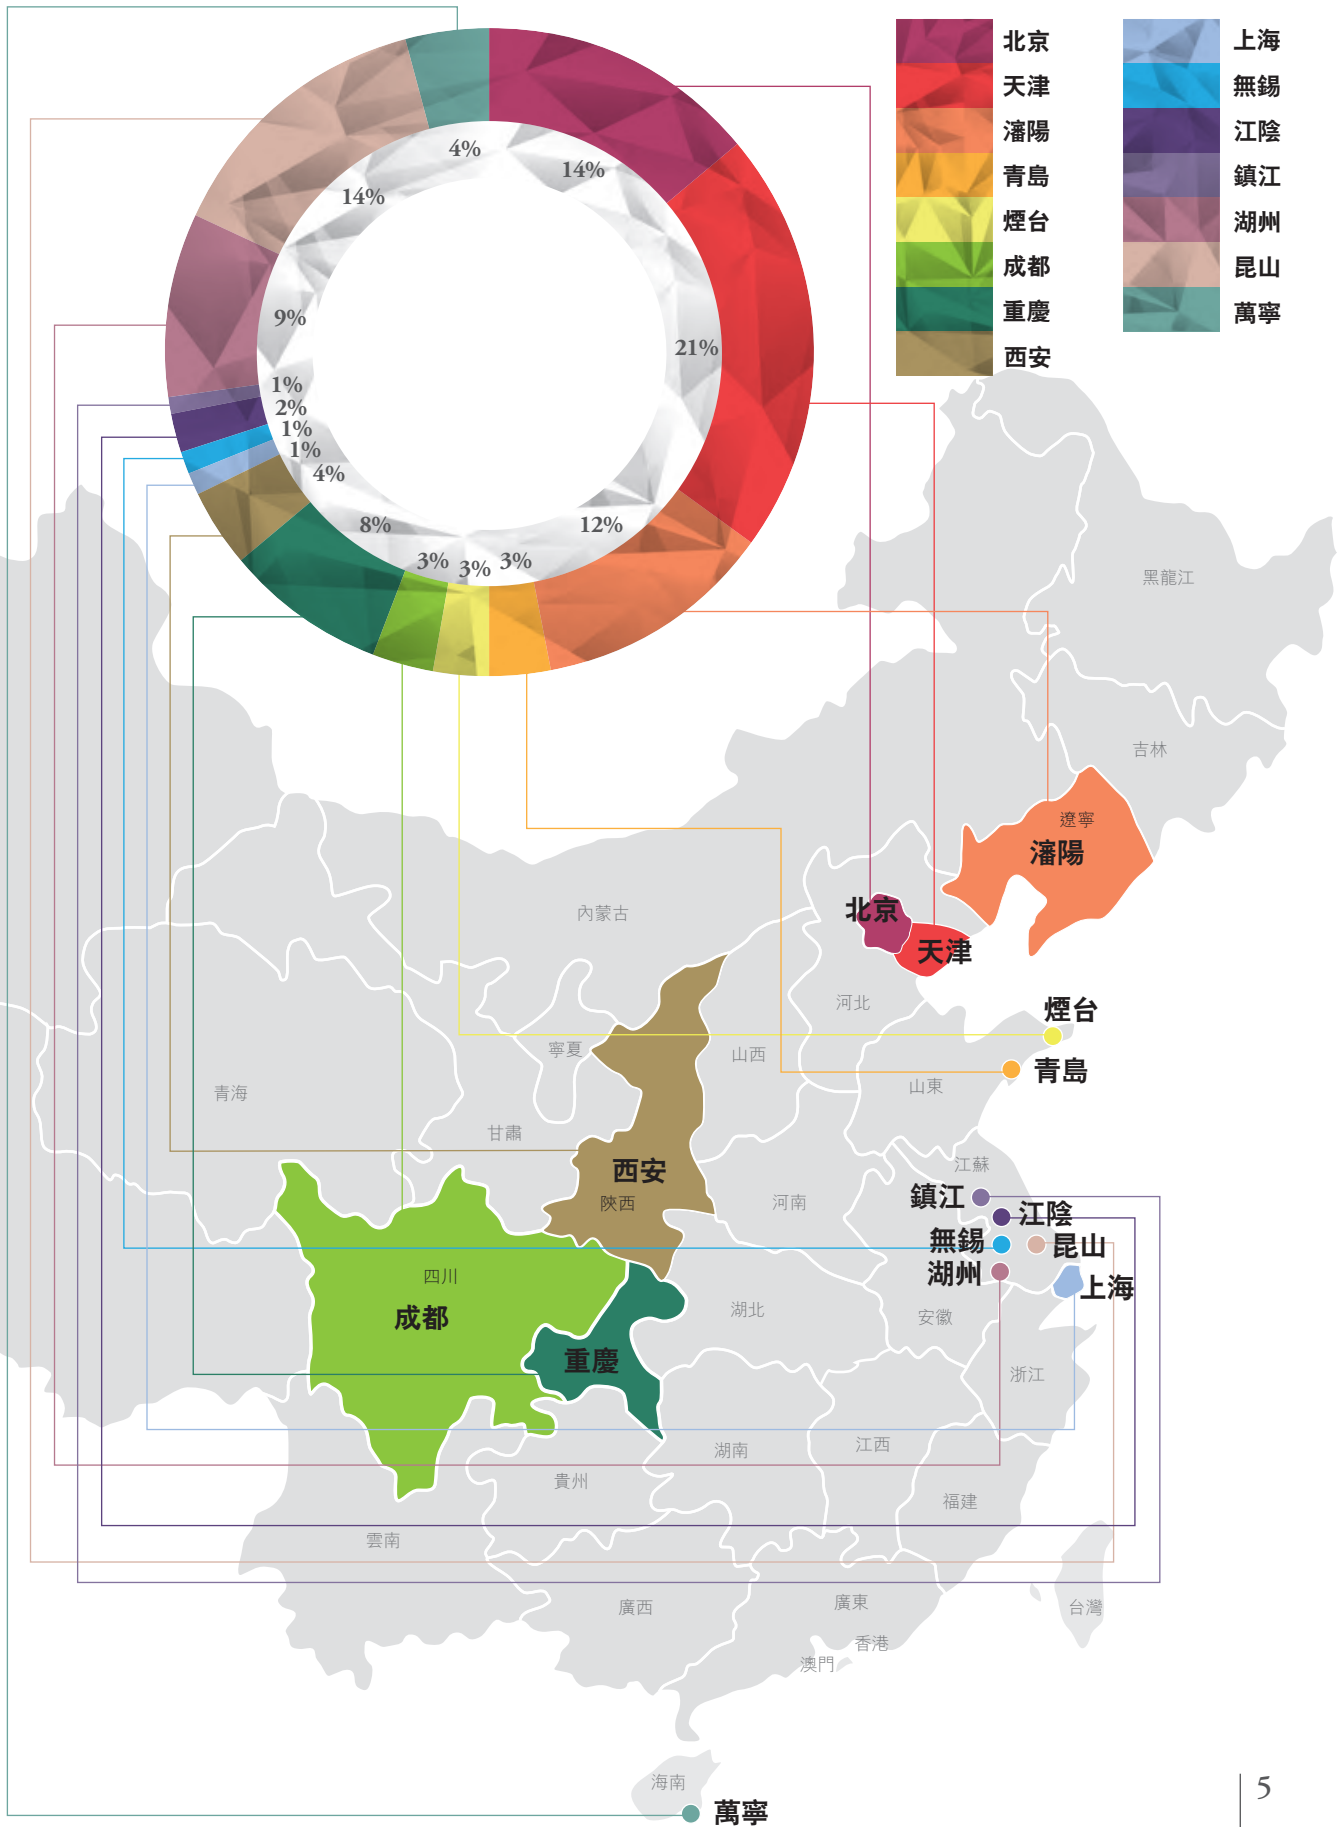 北京
天津
瀋陽
青島
煙台
成都
重慶
西安
上海
無錫
江陰
鎮江
湖州
昆山
萬寧
4%
14%
14%
9%
21%
1%
2%
1%
1%
4%
8%
12%
3%
3%
3%
黑龍江
吉林
遼寧
瀋陽
內蒙古
北京
天津
河北
煙台
寧夏
山西
青島
山東
青海
甘肅
江蘇
西安
陝西
河南
鎮江
江陰
無錫
昆山
湖州
上海
四川
成都
湖北
安徽
重慶
浙江
湖南
江西
貴州
福建
雲南
廣西
廣東
台灣
香港
澳門
海南
萬寧
5